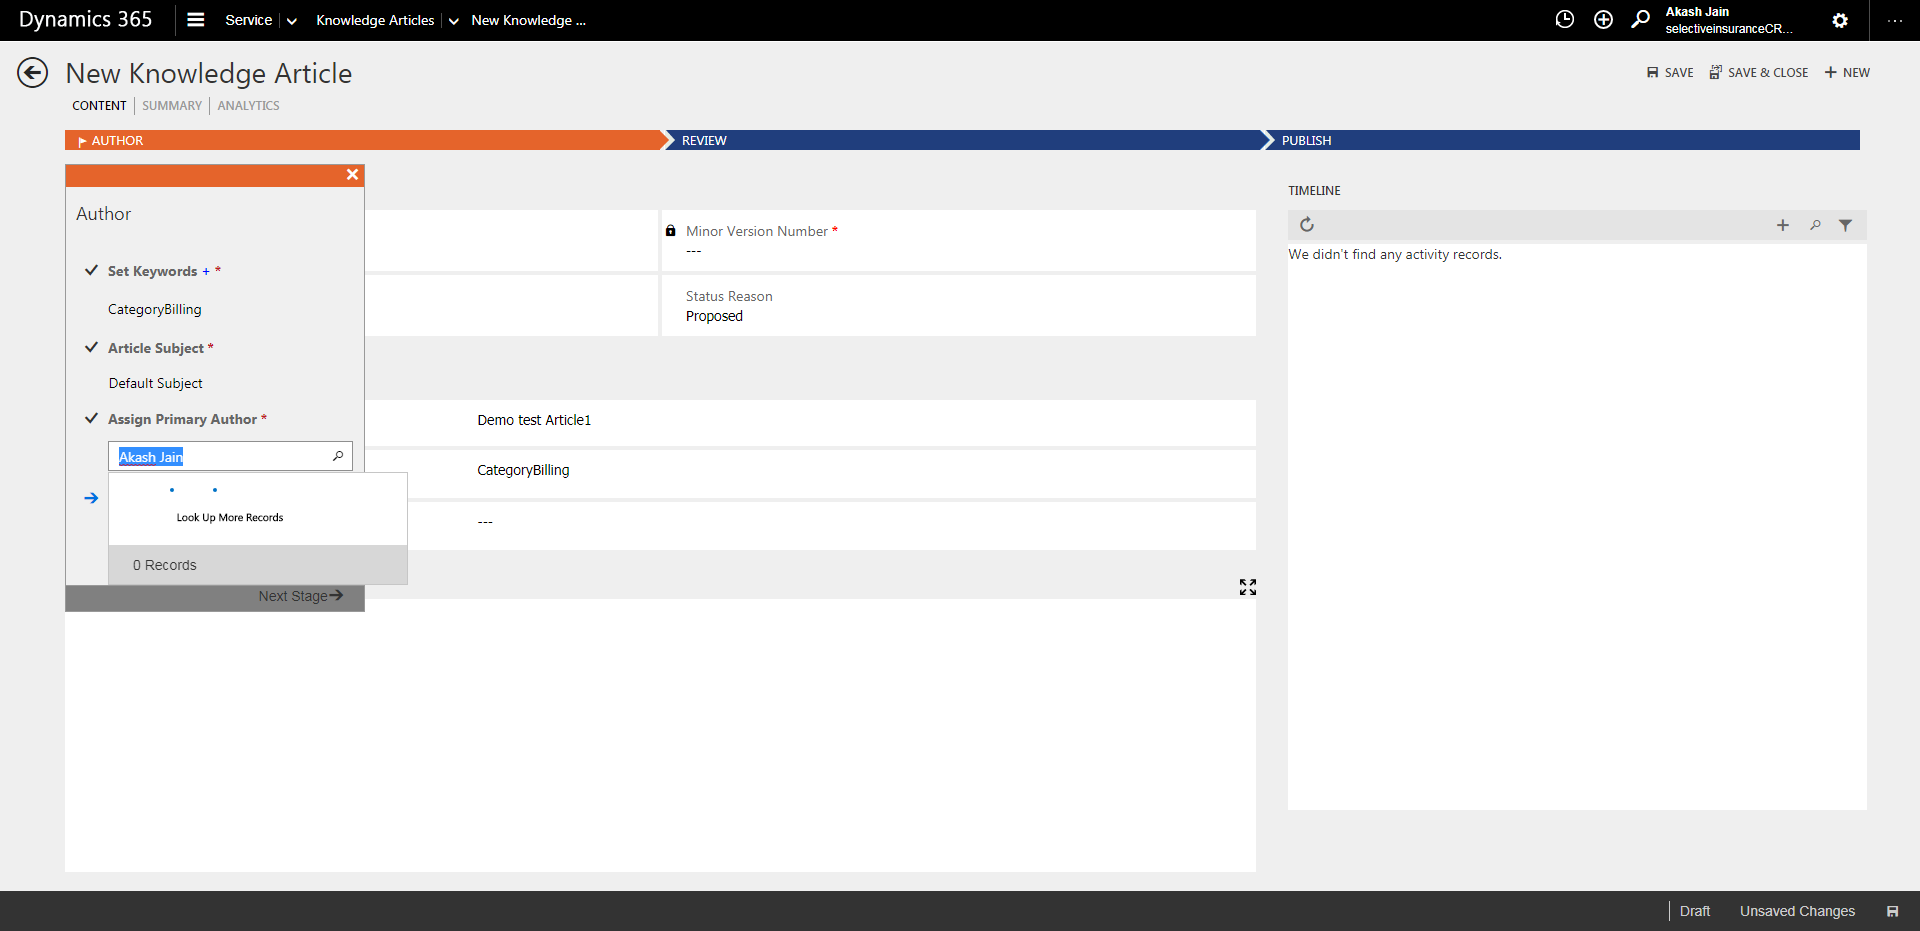 Dynamics 365
Service
Knowledge Articles
New Knowledge ...
Akash Jain
selectiveinsuranceCR...
...
New Knowledge Article
SAVE
SAVE & CLOSE
+ NEW
CONTENT
SUMMARY
ANALYTICS
AUTHOR
REVIEW
PUBLISH
Author
Set Keywords + *
CategoryBilling
Article Subject *
Default Subject
Assign Primary Author *
Akash Jain
Look Up More Records
0 Records
Next Stage
Minor Version Number *
---
Status Reason
Proposed
Demo test Article1
CategoryBilling
---
TIMELINE
We didn't find any activity records.
Draft
Unsaved Changes